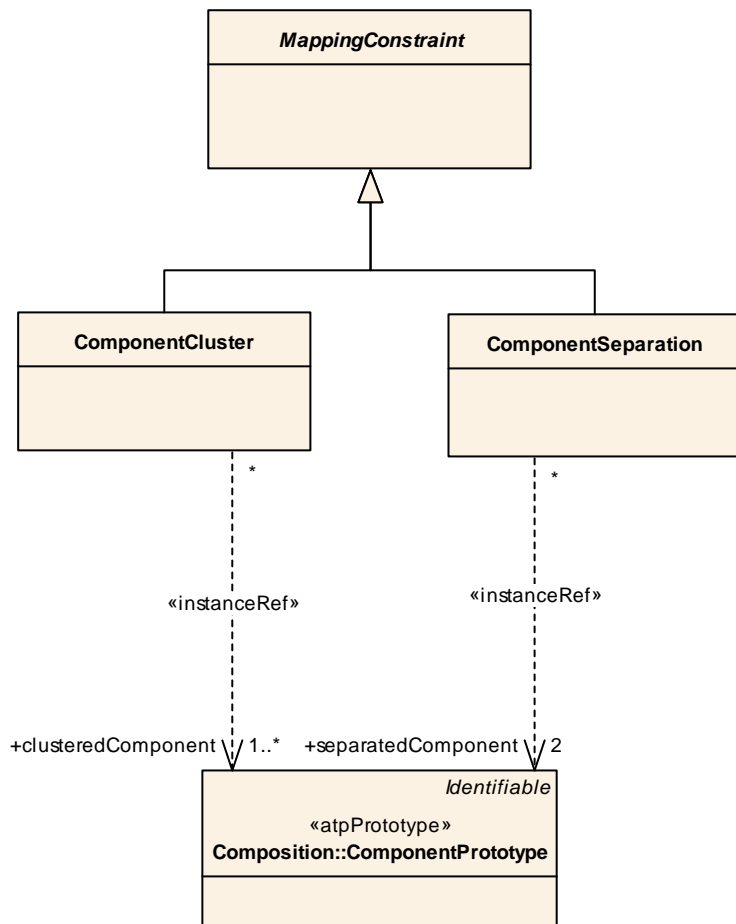 MappingConstraint
ComponentCluster
ComponentSeparation
*
*
«instanceRef»
«instanceRef»
+clusteredComponent 1..*
+separatedComponent 2
Identifiable
«atpPrototype»
Composition::ComponentPrototype